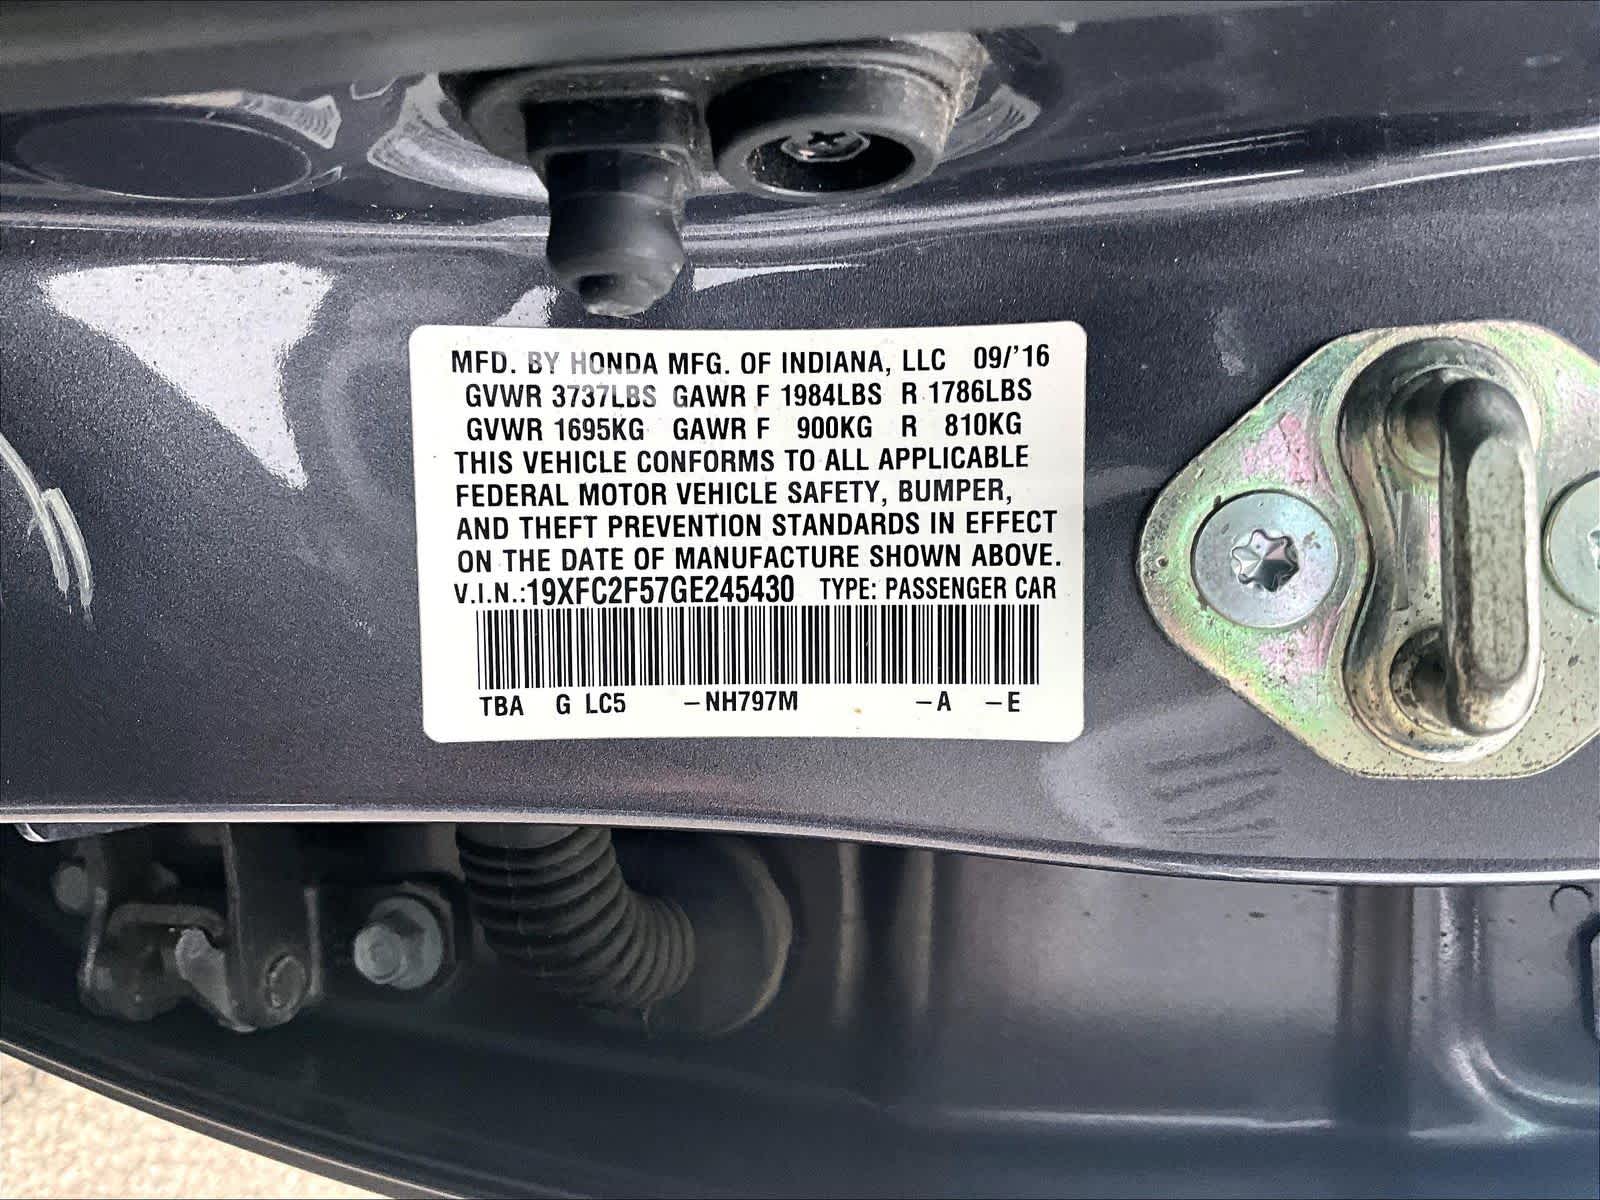 MFD. BY HONDA MFG. OF INDIANA, LLC 09/'16
GVWR 3737LBS GAWR F 1984LBS R 1786LBS
GVWR 1695KG GAWR F 900KG R 810KG
THIS VEHICLE CONFORMS TO ALL APPLICABLE
FEDERAL MOTOR VEHICLE SAFETY, BUMPER,
AND THEFT PREVENTION STANDARDS IN EFFECT
ON THE DATE OF MANUFACTURE SHOWN ABOVE.
V.I.N.:19XFC2F57GE245430 TYPE: PASSENGER CAR
TBA G LC5 –NH797M –A –E